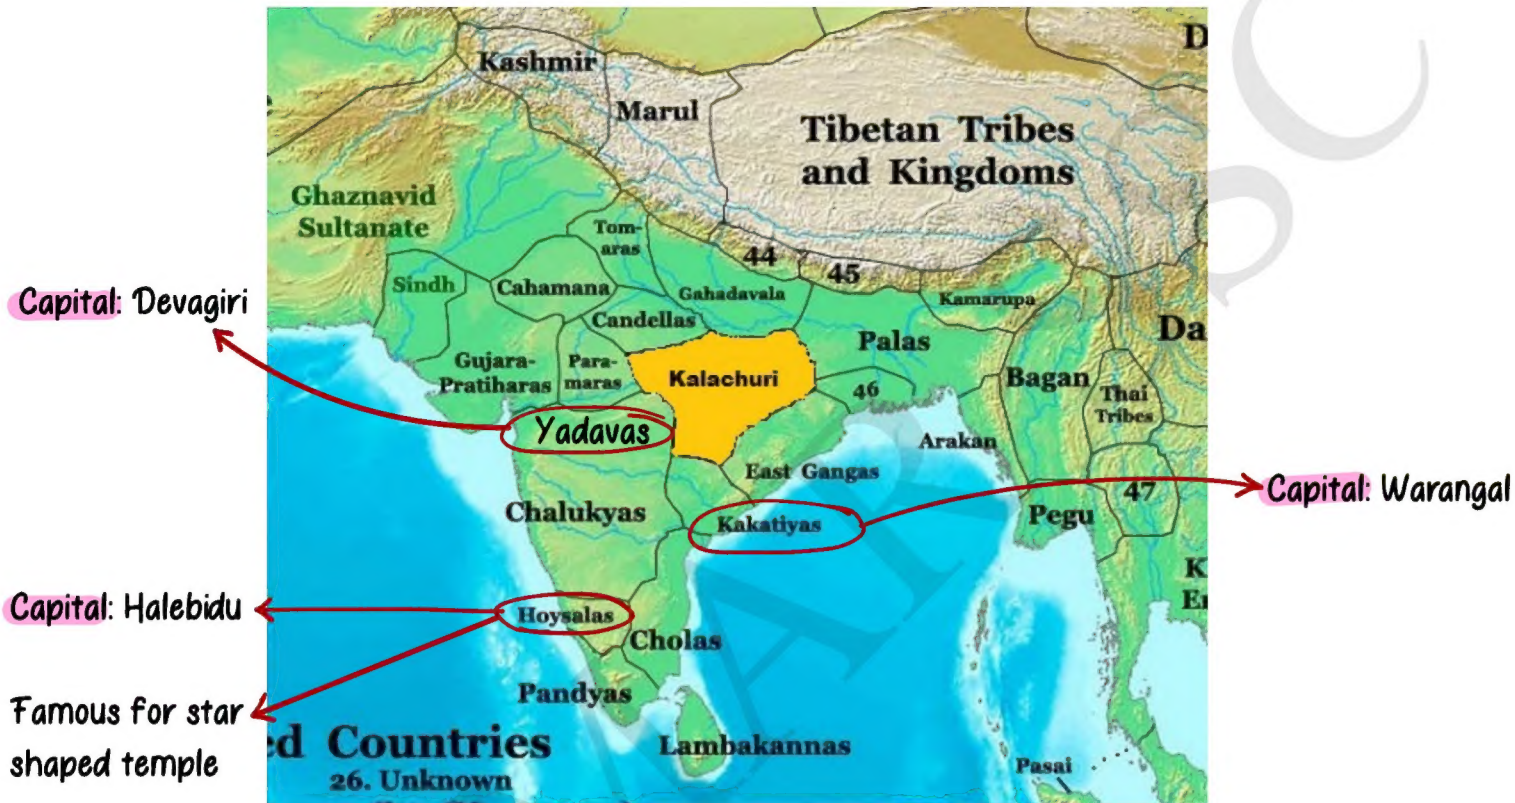 Kashmir
Marul
Tibetan Tribes
and Kingdoms
D
Ghaznavid
Sultanate
Tom-
aras
44
45
Sindh
Cahamana
Gahadavala
Kamarupa
Capital: Devagiri
Candellas
Palas
Da
Gujara-
Pratiharas
Para-
maras
Kalachuri
46
Bagan
Thai
Tribes
Yadavas
Arakan
East Gangas
47
Capital: Warangal
Chalukyas
Kakatiyas
Pegu
K
Capital: Halebidu
Hoysalas
Cholas
Famous for star
shaped temple
Pandyas
ed Countries
Lambakannas
26. Unknown
Pasai